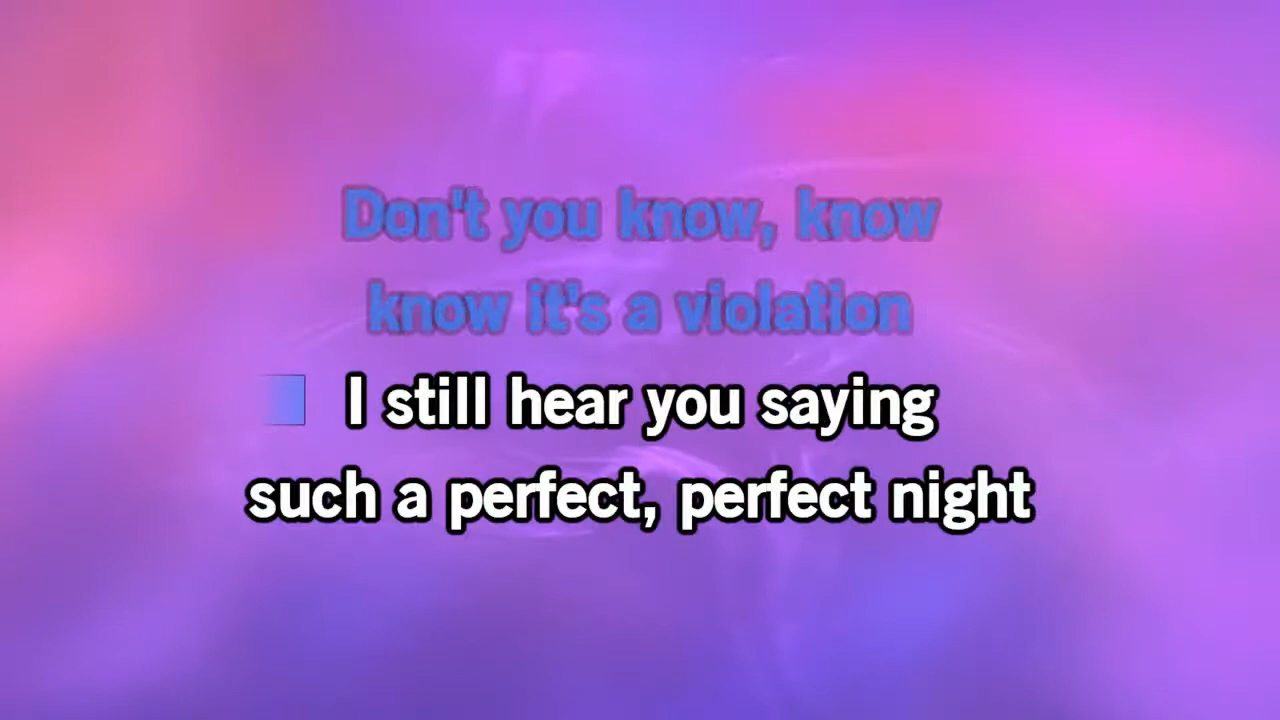 Don't you know, know
know it's a violation
I still hear you saying
such a perfect, perfect night